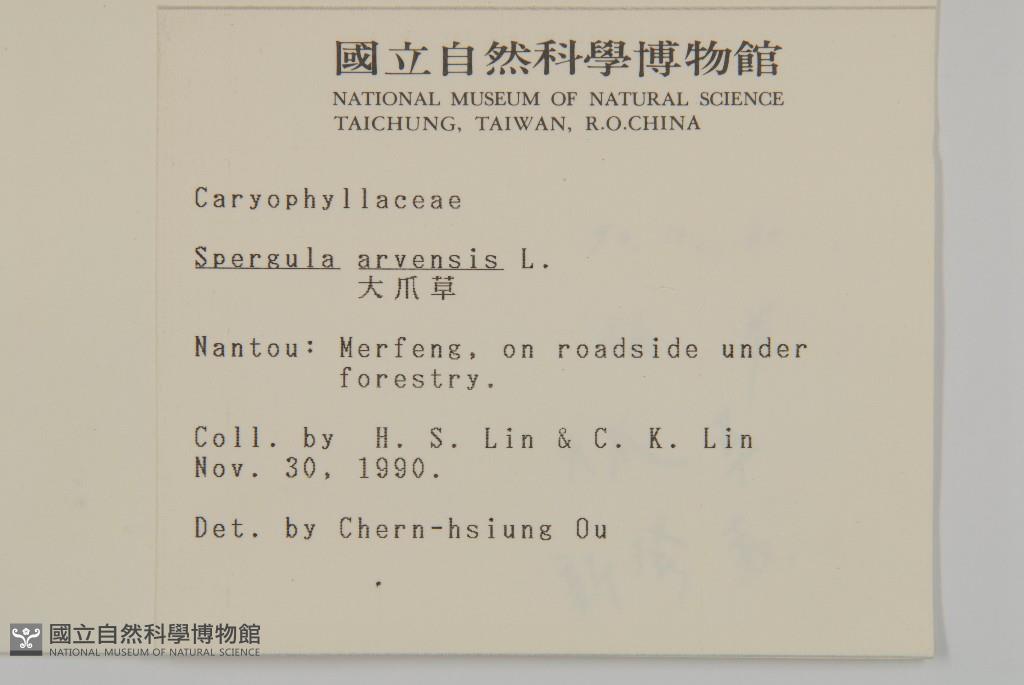 國立自然科學博物館
NATIONAL MUSEUM OF NATURAL SCIENCE
TAICHUNG, TAIWAN, R.O.CHINA
Caryophyllaceae
Spergula arvensis L.
大爪草
Nantou: Merfeng, on roadside under
forestry.
Coll. by H. S. Lin & C. K. Lin
Nov. 30, 1990.
Det. by Chern-hsiung Ou
國立自然科學博物館
NATIONAL MUSEUM OF NATURAL SCIENCE